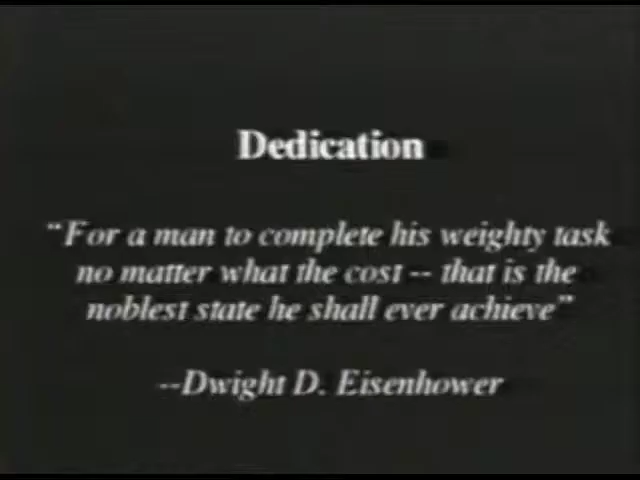 Dedication
“For a man to complete his weighty task
no matter what the cost -- that is the
noblest state he shall ever achieve”
--Dwight D. Eisenhower